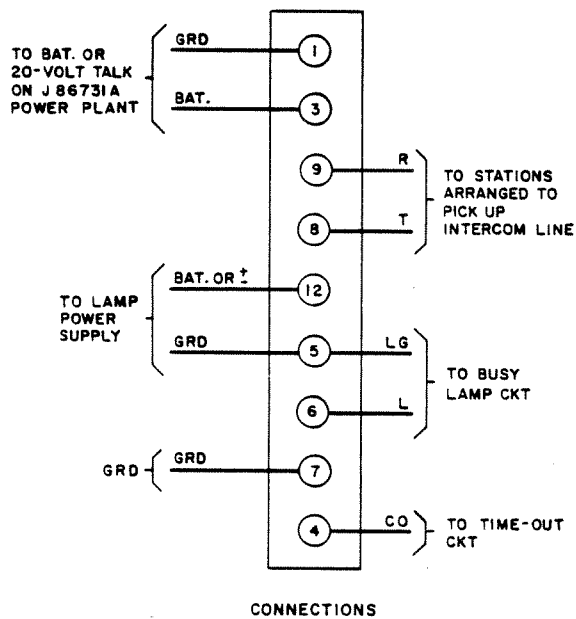 TO BAT. OR
20-VOLT TALK
ON J86731A
POWER PLANT
GRD
1
BAT.
3
9
R
8
T
TO STATIONS
ARRANGED TO
PICK UP
INTERCOM LINE
TO LAMP
POWER
SUPPLY
BAT. OR ±
12
GRD
5
LG
6
L
TO BUSY
LAMP CKT
GRD
GRD
7
4
CO
TO TIME-OUT
CKT
CONNECTIONS